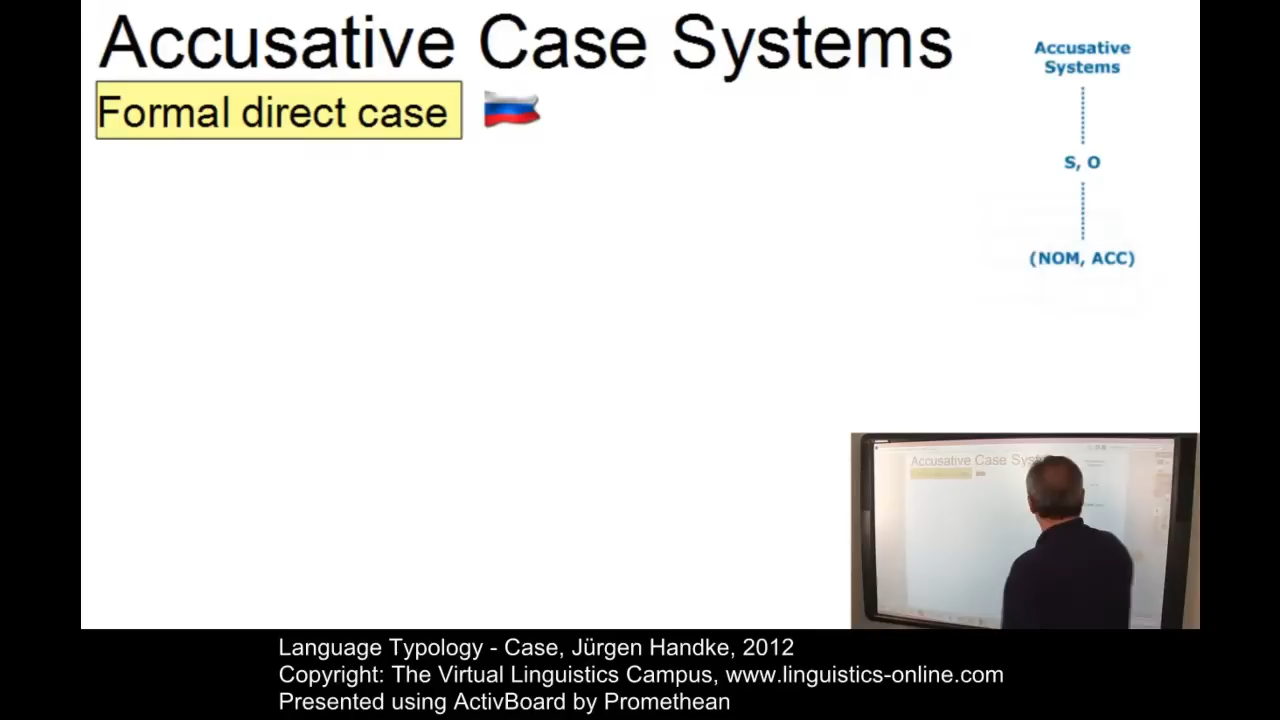 Accusative Case Systems
Formal direct case
Accusative
Systems
S, O
(NOM, ACC)
Accusative Case Sys
Language Typology - Case, Jürgen Handke, 2012
Copyright: The Virtual Linguistics Campus, www.linguistics-online.com
Presented using ActivBoard by Promethean